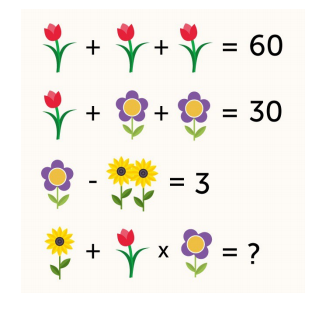 + + = 60
+ + = 30
- = 3
+ x = ?